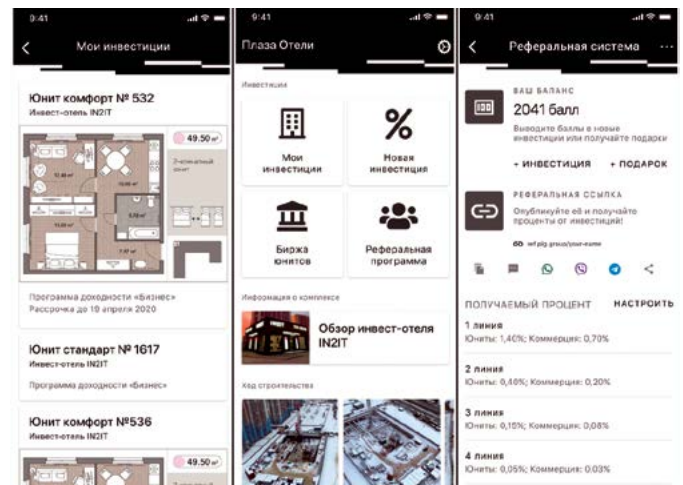 9:41
Мои инвестиции
Юнит комфорт № 532
Инвест-отель IN2IT
49.50 м²
2-комнатный
юнит
Программа доходности «Бизнес»
Рассрочка до 19 апреля 2020
Юнит стандарт № 1617
Инвест-отель IN2IT
Программа доходности «Бизнес»
Юнит комфорт №536
Инвест-отель IN2IT
49.50 м²
9:41
Плаза Отели
Инвестиции
Мои
инвестиции
Новая
инвестиция
Биржа
юнитов
Реферальная
программа
Информация о комплексе
Обзор инвест-отеля
IN2IT
Ход строительства
9:41
Реферальная система
ВАШ БАЛАНС
2041 балл
Выводите баллы в новые
инвестиции или получайте подарки
+ ИНВЕСТИЦИЯ + ПОДАРОК
РЕФЕРАЛЬНАЯ ССЫЛКА
Опубликуйте её и получайте
проценты от инвестиций!
ПОЛУЧАЕМЫЙ ПРОЦЕНТ НАСТРОИТЬ
1 линия
Юниты: 1,40%; Коммерция: 0,70%
2 линия
Юниты: 0,40%; Коммерция: 0,20%
3 линия
Юниты: 0,15%; Коммерция: 0,08%
4 линия
Юниты: 0,05%; Коммерция: 0.03%